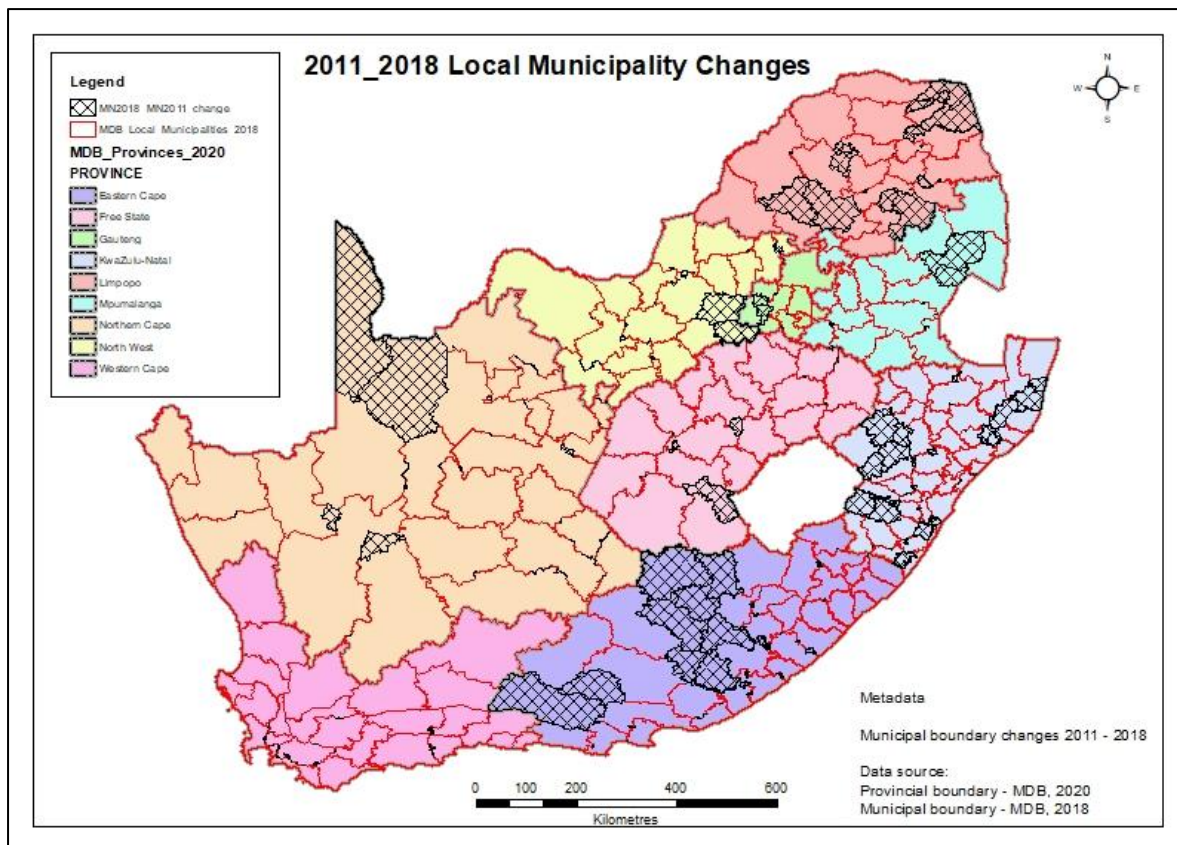 2011_2018 Local Municipality Changes
Legend
MN2018 MN2011 change
MDB Local Municipalities 2018
MDB_Provinces_2020
PROVINCE
Eastern Cape
Free State
Gauteng
KwaZulu-Natal
Limpopo
Mpumalanga
Northern Cape
North West
Western Cape
N
W E
S
Metadata
Municipal boundary changes 2011 - 2018
Data source:
Provincial boundary - MDB, 2020
Municipal boundary - MDB, 2018
0 100 200 400 600
Kilometres